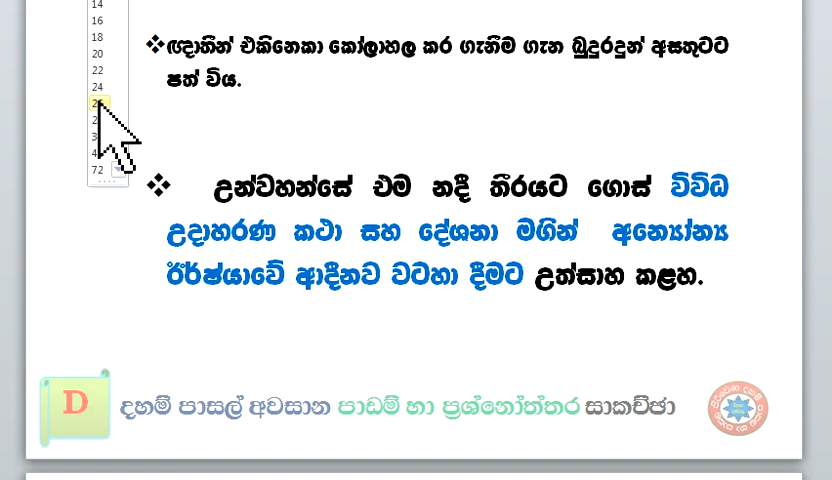 14
16
18
20
22
24
72
❖ඥාතීන් එකිනෙකා කෝලාහල කර ගැනීම ගැන බුදුරදුන් අසතුටට
පත් විය.
❖ උන්වහන්සේ එම නදී තීරයට ගොස් විවිධ
උදාහරණ කථා සහ දේශනා මගින් අන්‍යෝන්‍ය
ඊර්ෂ්යාවේ ආදීනව වටහා දීමට උත්සාහ කළහ.
D දහම් පාසල් අවසාන පාඩම් හා ප්‍රශ්නෝත්තර සාකච්ඡා